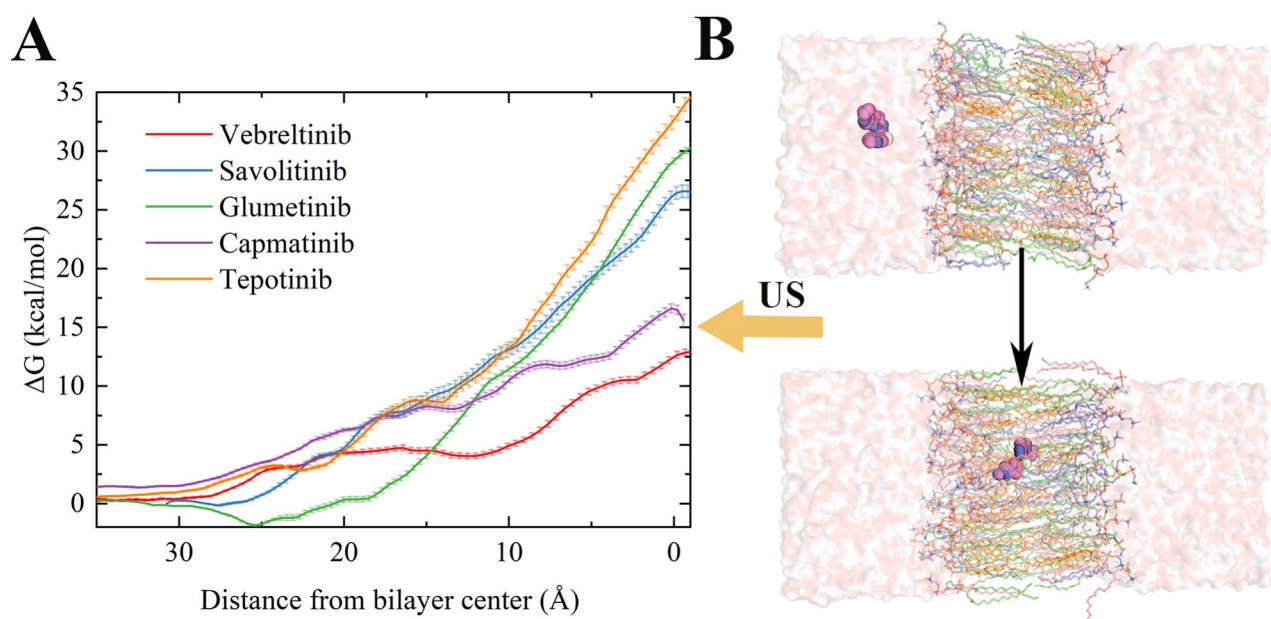 A
B
35
30
25
20
15
10
5
0
ΔG (kcal/mol)
Vebreltinib
Savolitinib
Glumetinib
Capmatinib
Tepotinib
30
20
10
0
Distance from bilayer center (Å)
US